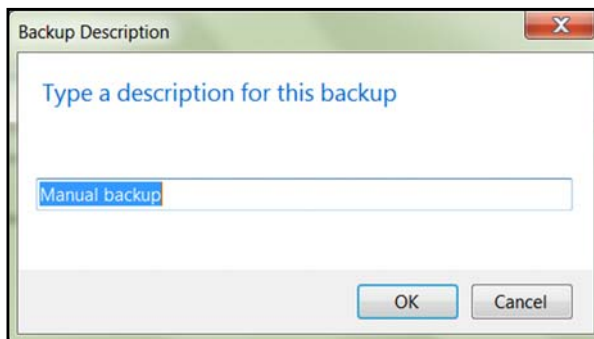 Backup Description
Type a description for this backup
Manual backup
OK
Cancel